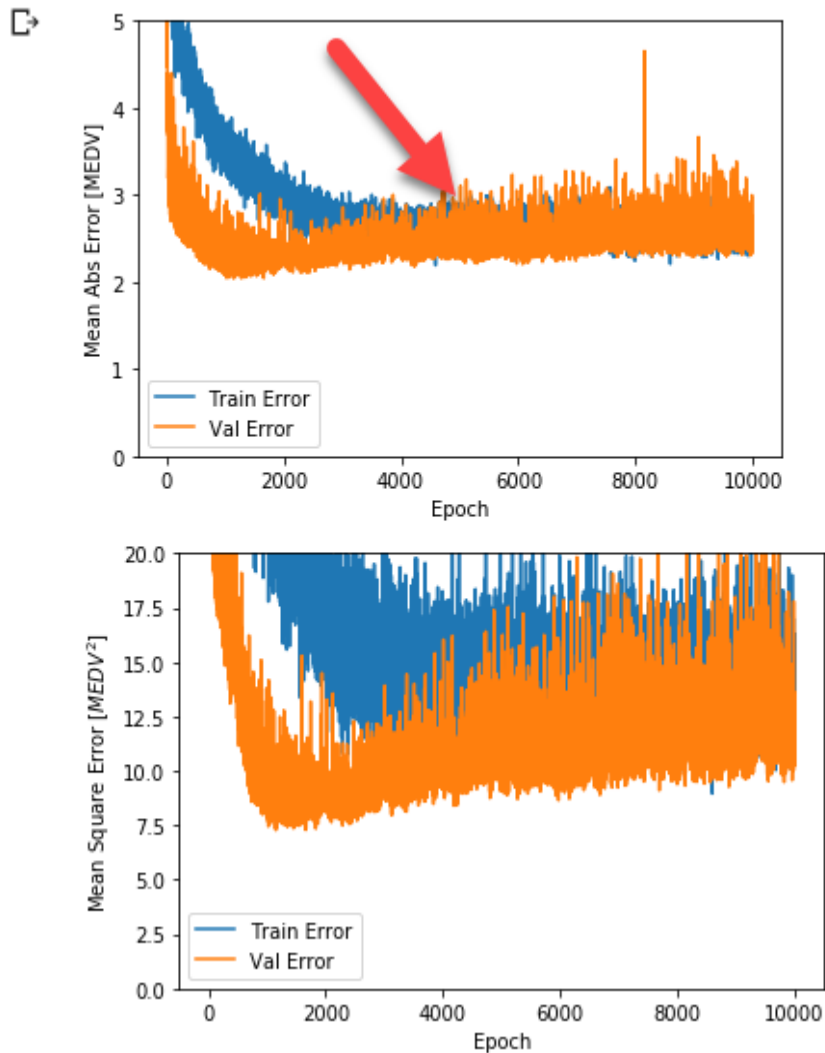 5
4
3
2
1
0
Mean Abs Error [MEDV]
Train Error
Val Error
0 2000 4000 6000 8000 10000
Epoch
20.0
17.5
15.0
12.5
10.0
7.5
5.0
2.5
0.0
Mean Square Error [MEDV²]
Train Error
Val Error
0 2000 4000 6000 8000 10000
Epoch